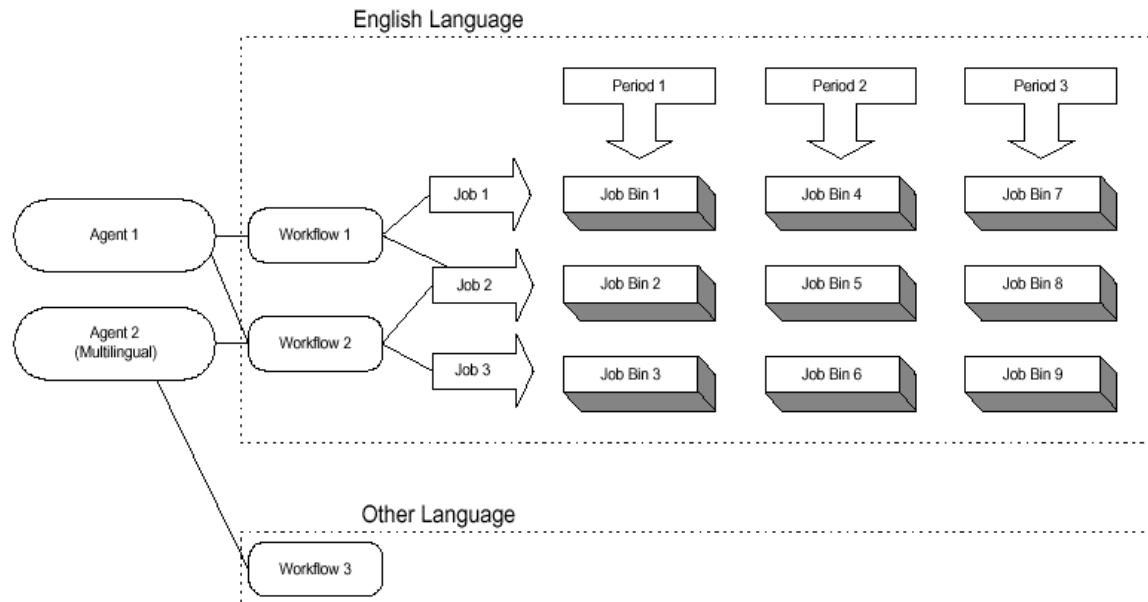 English Language
Period 1
Period 2
Period 3
Job 1
Job Bin 1
Job Bin 4
Job Bin 7
Agent 1
Workflow 1
Job 2
Job Bin 2
Job Bin 5
Job Bin 8
Agent 2
(Multilingual)
Workflow 2
Job 3
Job Bin 3
Job Bin 6
Job Bin 9
Other Language
Workflow 3